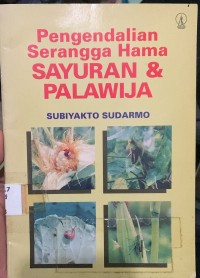 Pengendalian
Serangga Hama
SAYURAN &
PALAWIJA
SUBIYAKTO SUDARMO